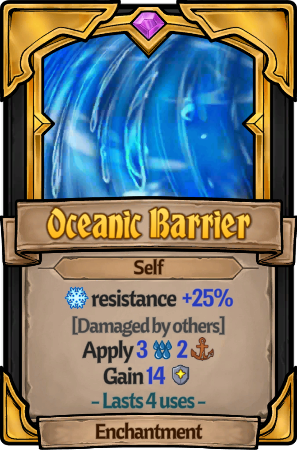 Oceanic Barrier
Self
resistance +25%
[Damaged by others]
Apply 3 2
Gain 14
- Lasts 4 uses -
Enchantment